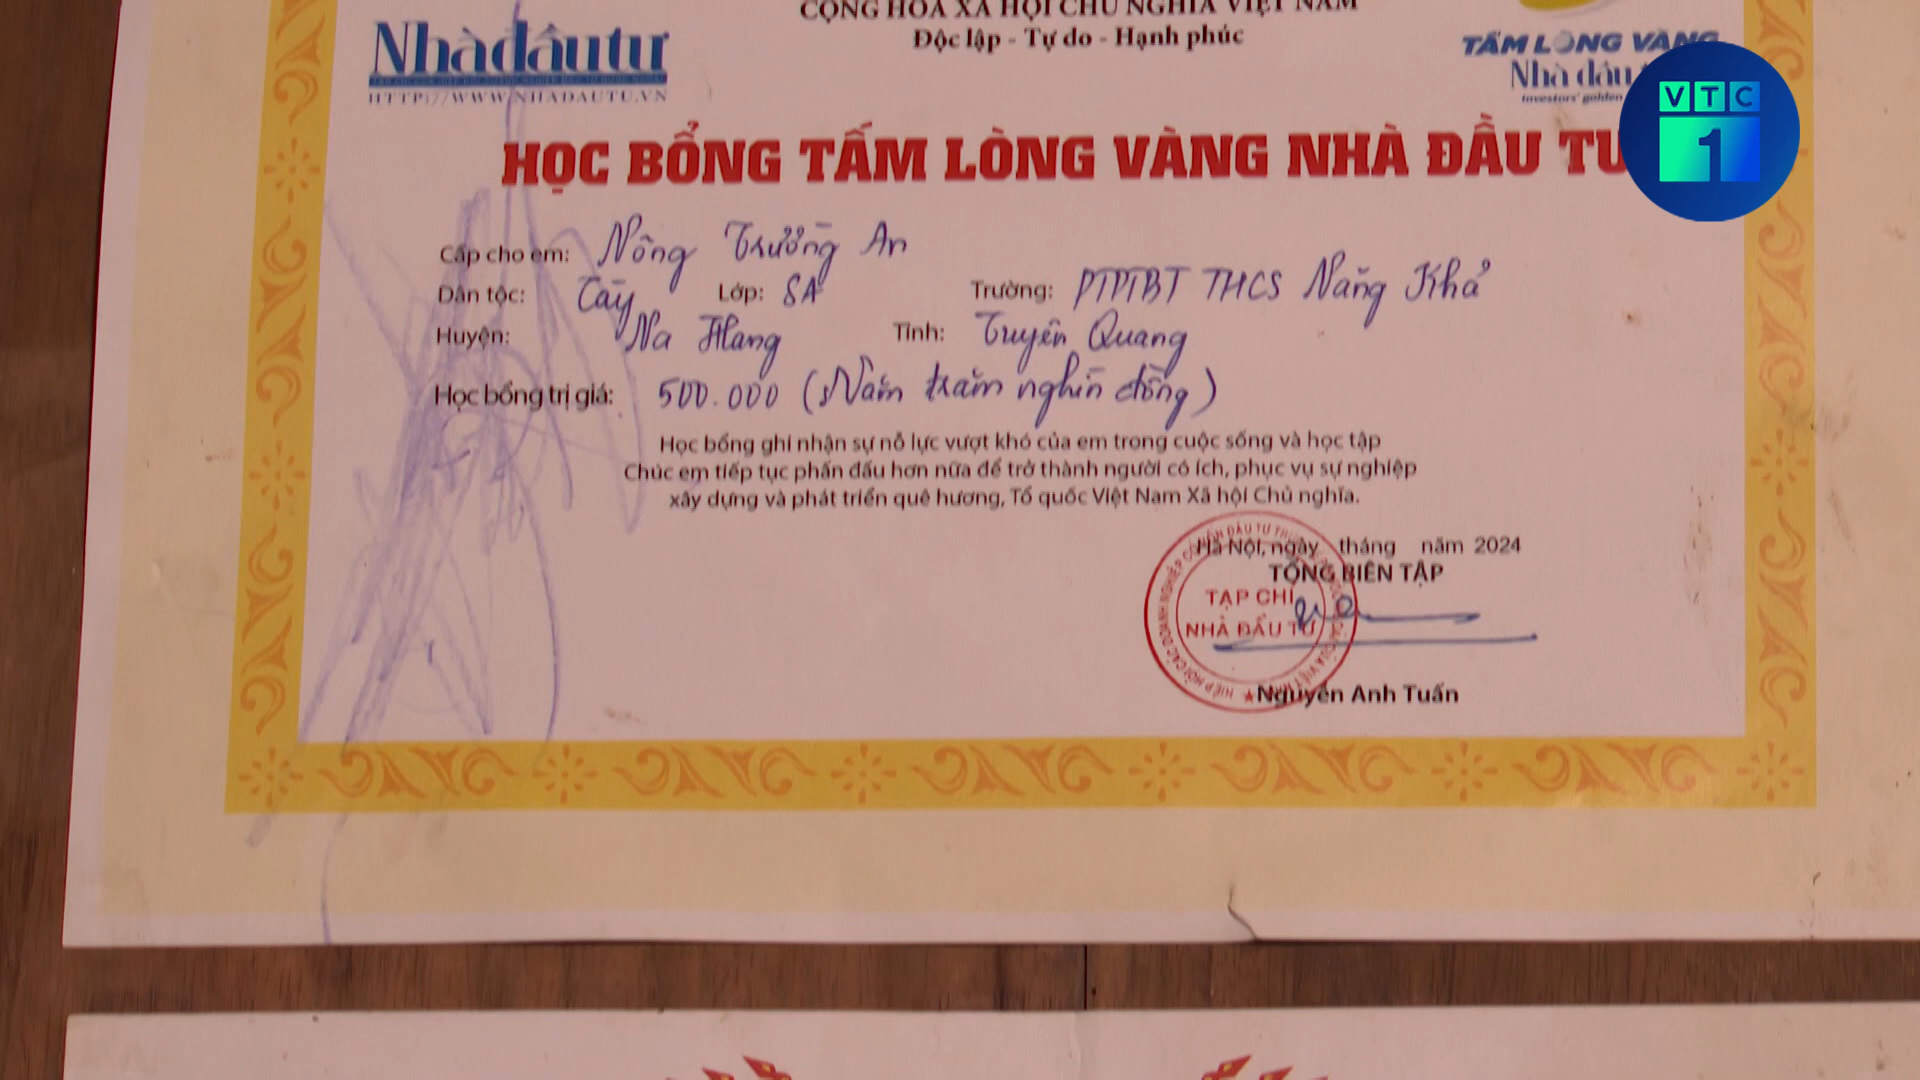 CỘNG HÒA XÃ HỘI CHỦ NGHĨA VIỆT NAM
Độc lập - Tự do - Hạnh phúc
Nhàđầutư
HTTP://WWW.NHADAUTU.VN
TẤM LÒNG VÀNG
Nhà đầu
Investors' golden
VTC
1
HỌC BỔNG TẤM LÒNG VÀNG NHÀ ĐẦU TƯ
Cấp cho em: Nông Trường An
Dân tộc: Tày Lớp: 8A Trường: PTDTBT THCS Năng Khả
Huyện: Na Hang Tỉnh: Tuyên Quang
Học bổng trị giá: 500.000 (Năm trăm nghìn đồng)
Học bổng ghi nhận sự nỗ lực vượt khó của em trong cuộc sống và học tập
Chúc em tiếp tục phấn đấu hơn nữa để trở thành người có ích, phục vụ sự nghiệp
xây dựng và phát triển quê hương, Tổ quốc Việt Nam Xã hội Chủ nghĩa.
Hà Nội, ngày tháng năm 2024
TỔNG BIÊN TẬP
TẠP CHÍ
NHÀ ĐẦU TƯ
Nguyễn Anh Tuấn